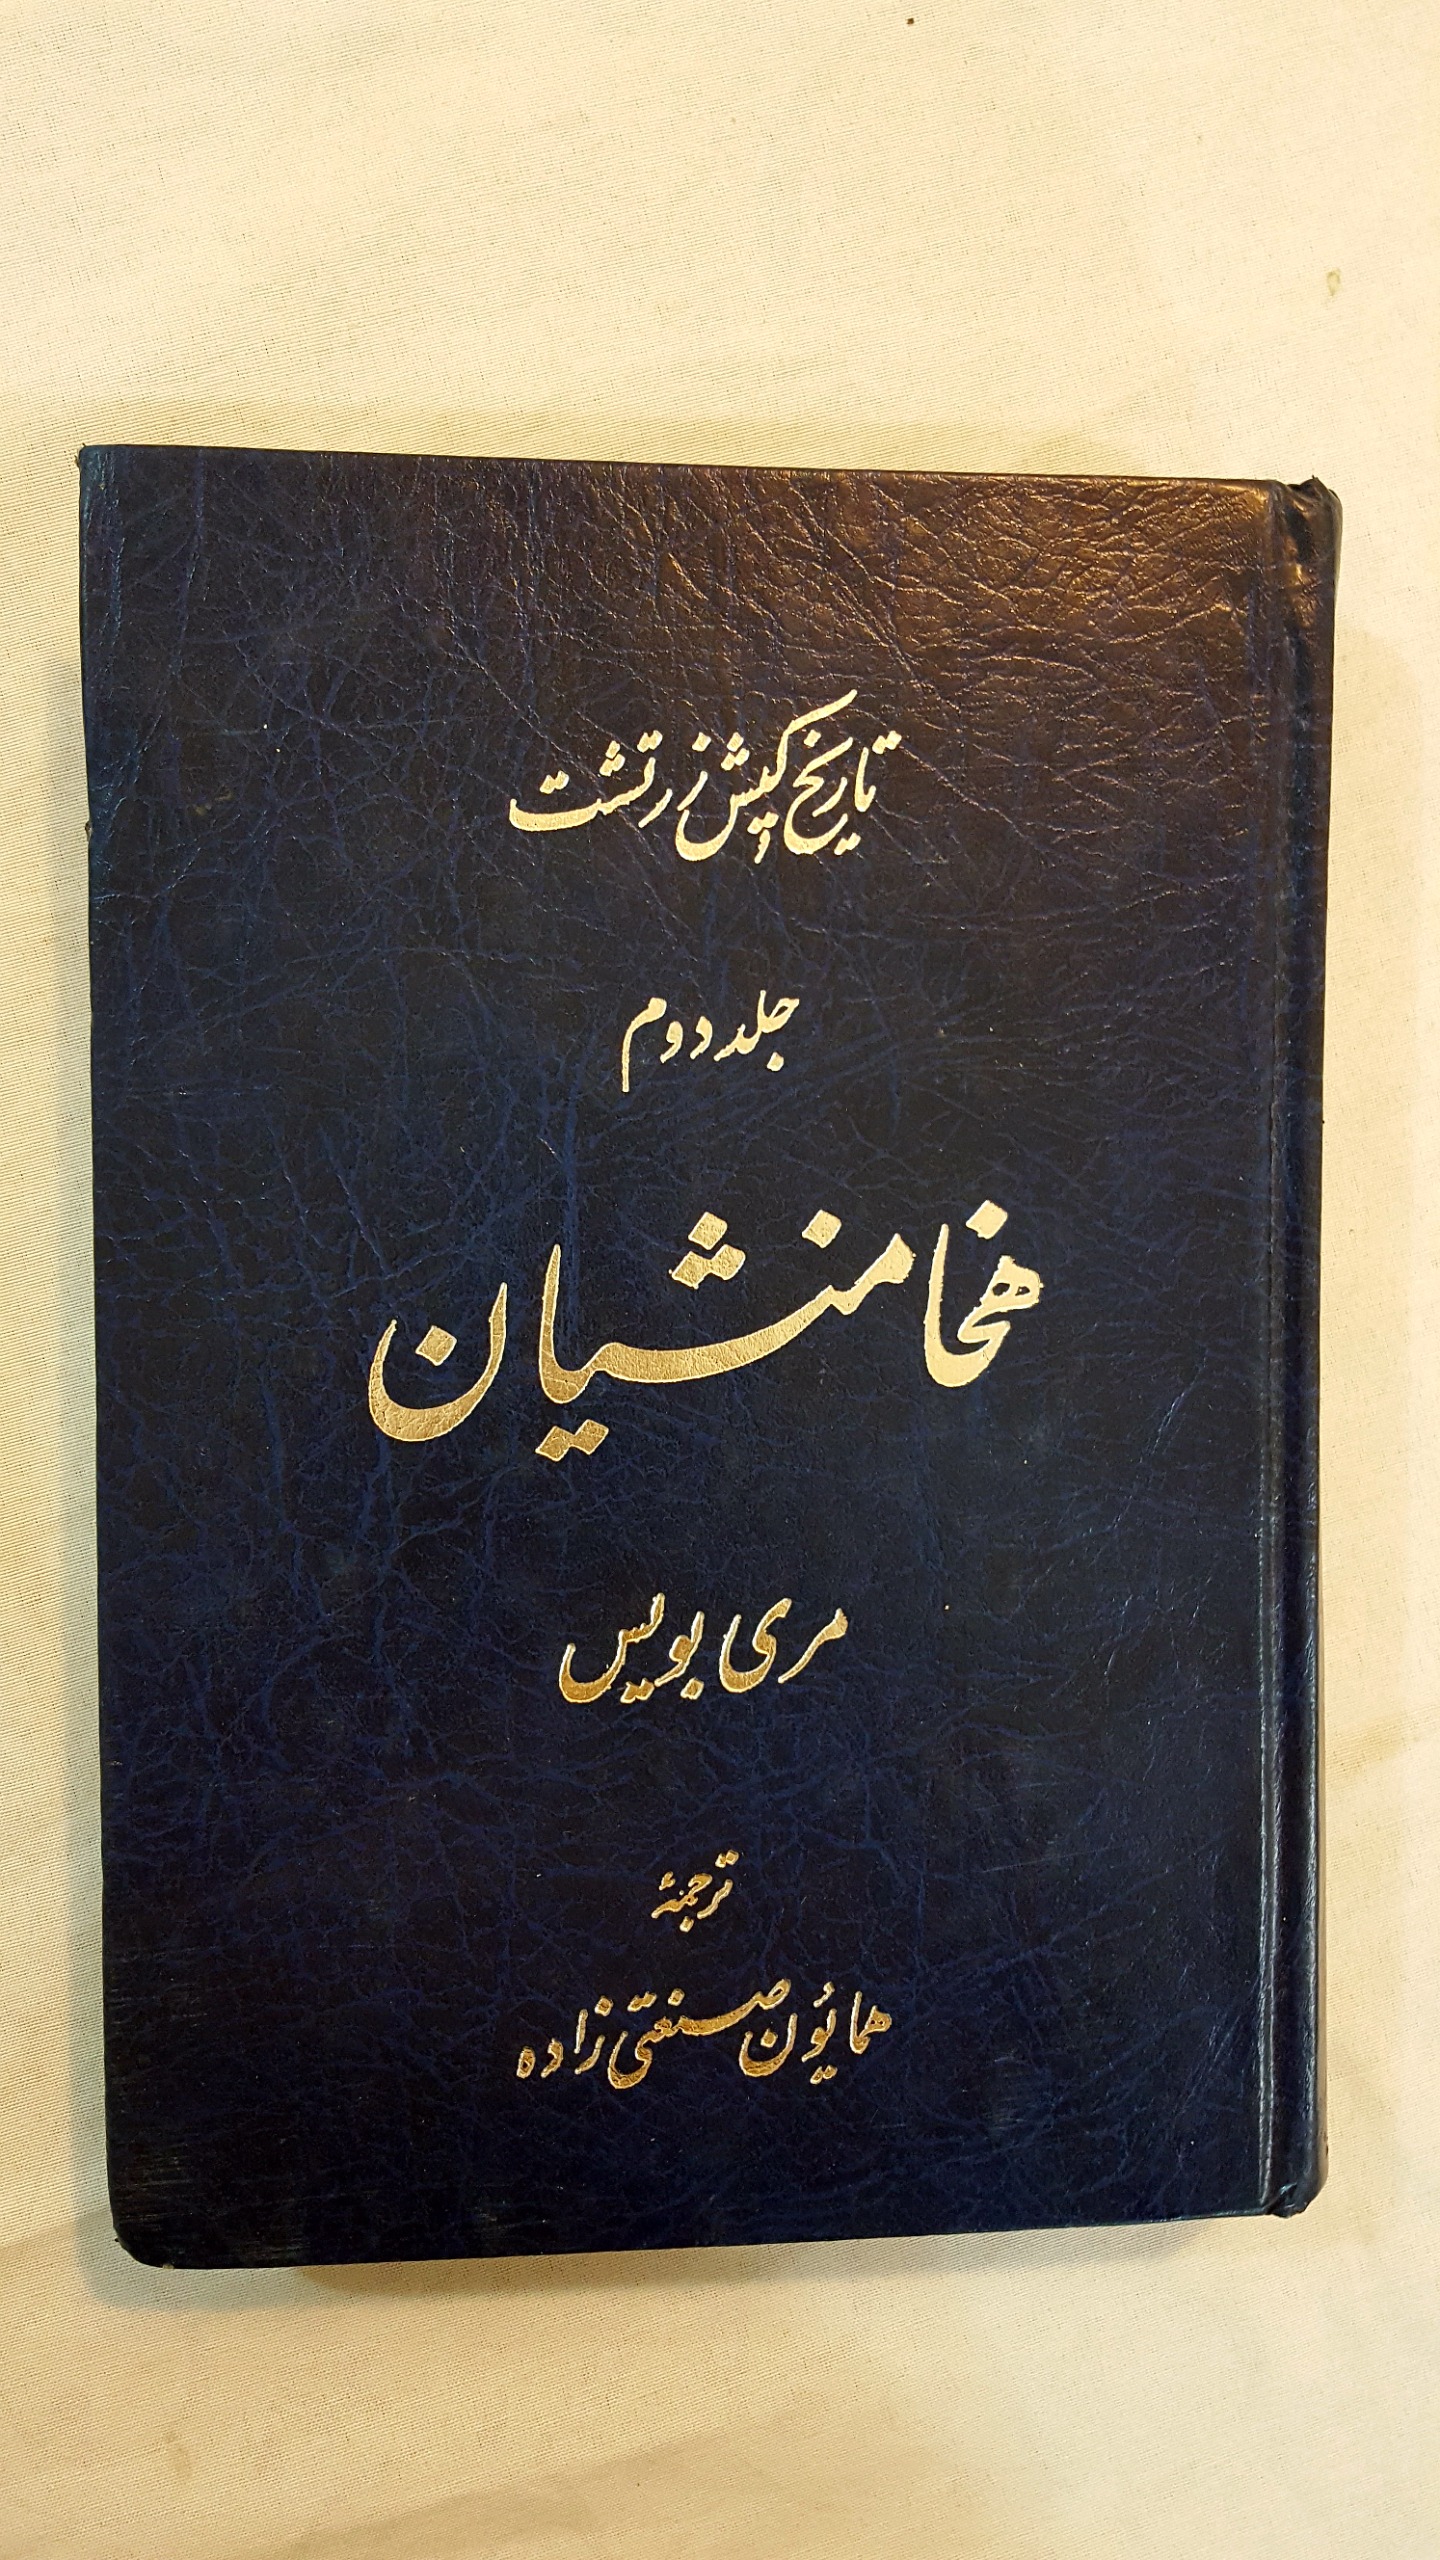 تاریخ کیش زرتشت
جلد دوم
هخامنشیان
مری بویس
ترجمهٔ
همایون صنعتی زاده